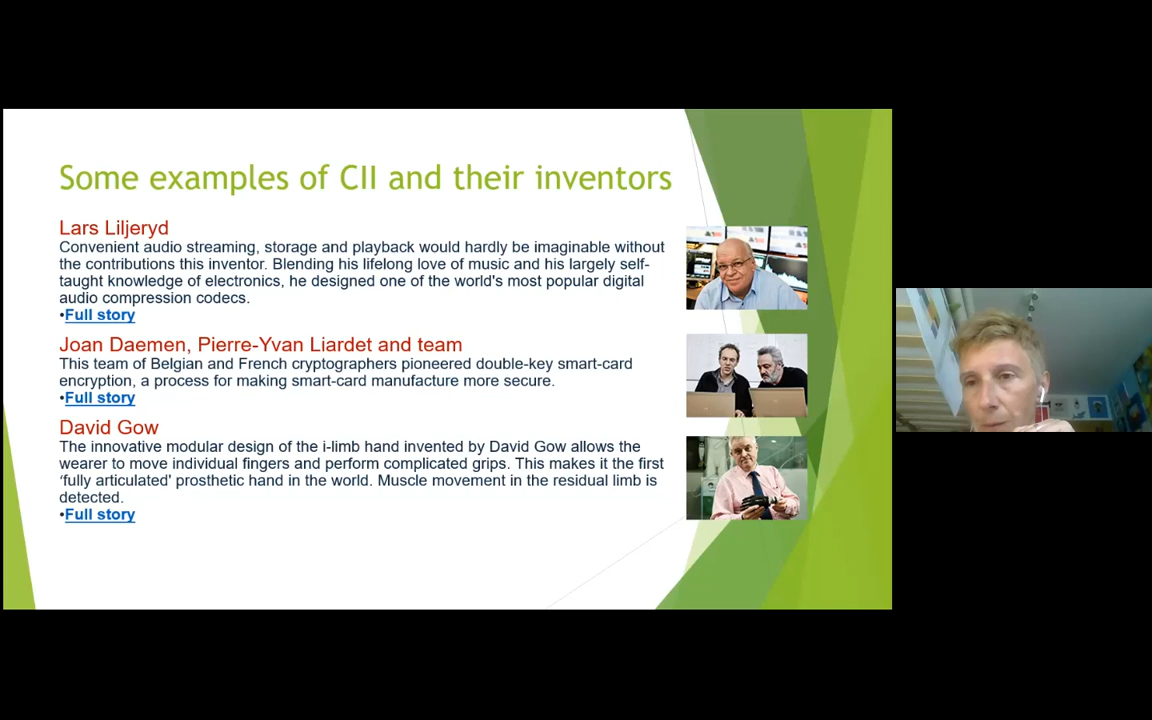 Some examples of CII and their inventors
Lars Liljeryd
Convenient audio streaming, storage and playback would hardly be imaginable without
the contributions this inventor. Blending his lifelong love of music and his largely self-
taught knowledge of electronics, he designed one of the world's most popular digital
audio compression codecs.
•Full story
Joan Daemen, Pierre-Yvan Liardet and team
This team of Belgian and French cryptographers pioneered double-key smart-card
encryption, a process for making smart-card manufacture more secure.
•Full story
David Gow
The innovative modular design of the i-limb hand invented by David Gow allows the
wearer to move individual fingers and perform complicated grips. This makes it the first
‘fully articulated' prosthetic hand in the world. Muscle movement in the residual limb is
detected.
•Full story